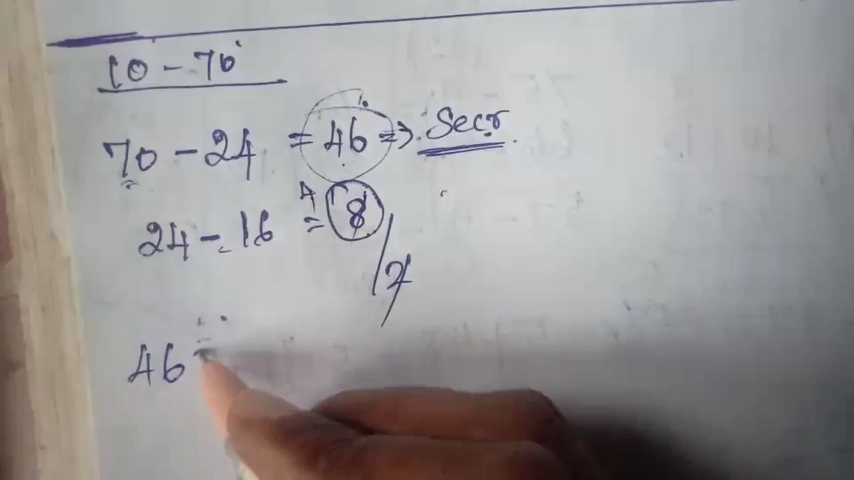 10 - 70
70 - 24 = 46 => Secr
24 - 16 = 8
46